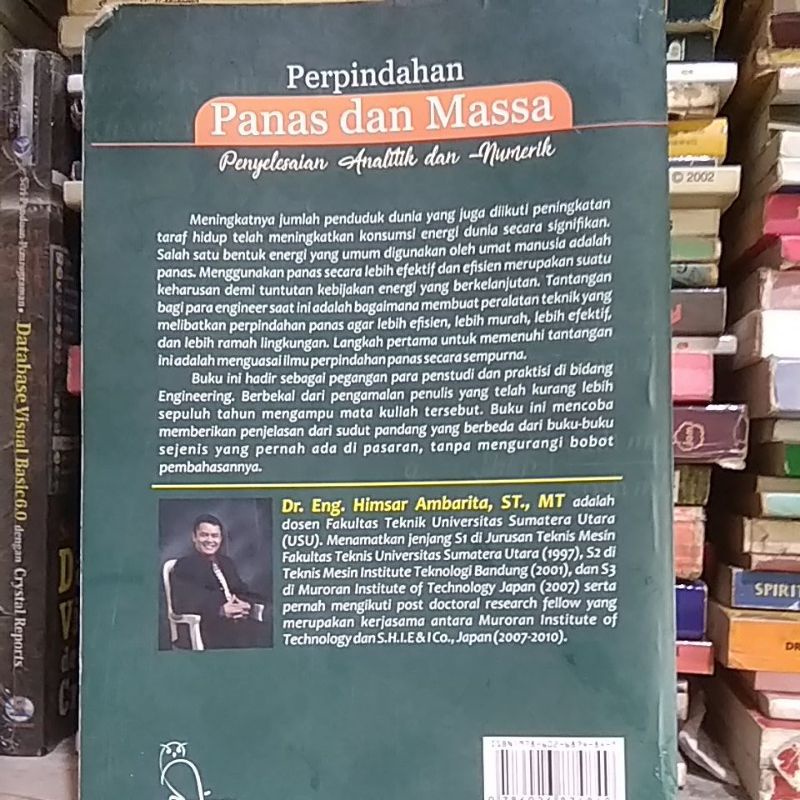 Perpindahan
Panas dan Massa
Penyelesaian Analitik dan Numerik
Meningkatnya jumlah penduduk dunia yang juga diikuti peningkatan
taraf hidup telah meningkatkan konsumsi energi dunia secara signifikan.
Salah satu bentuk energi yang umum digunakan oleh umat manusia adalah
panas. Menggunakan panas secara lebih efektif dan efisien merupakan suatu
keharusan demi tuntutan kebijakan energi yang berkelanjutan. Tantangan
bagi para engineer saat ini adalah bagaimana membuat peralatan teknik yang
melibatkan perpindahan panas agar lebih efisien, lebih murah, lebih efektif,
dan lebih ramah lingkungan. Langkah pertama untuk memenuhi tantangan
ini adalah menguasai ilmu perpindahan panas secara sempurna.
Buku ini hadir sebagai pegangan para penstudi dan praktisi di bidang
Engineering. Berbekal dari pengamalan penulis yang telah kurang lebih
sepuluh tahun mengampu mata kuliah tersebut. Buku ini mencoba
memberikan penjelasan dari sudut pandang yang berbeda dari buku-buku
sejenis yang pernah ada di pasaran, tanpa mengurangi bobot
pembahasannya.
Dr. Eng. Himsar Ambarita, ST., MT adalah
dosen Fakultas Teknik Universitas Sumatera Utara
(USU). Menamatkan jenjang S1 di Jurusan Teknis Mesin
Fakultas Teknis Universitas Sumatera Utara (1997), S2 di
Teknis Mesin Institute Teknologi Bandung (2001), dan S3
di Muroran Institute of Technology Japan (2007) serta
pernah mengikuti post doctoral research fellow yang
merupakan kerjasama antara Muroran Institute of
Technology dan S.H.I.E & I Co., Japan (2007-2010).
Database Visual Basic 6.0 dengan Crystal Reports
© 2002
SPIRIT